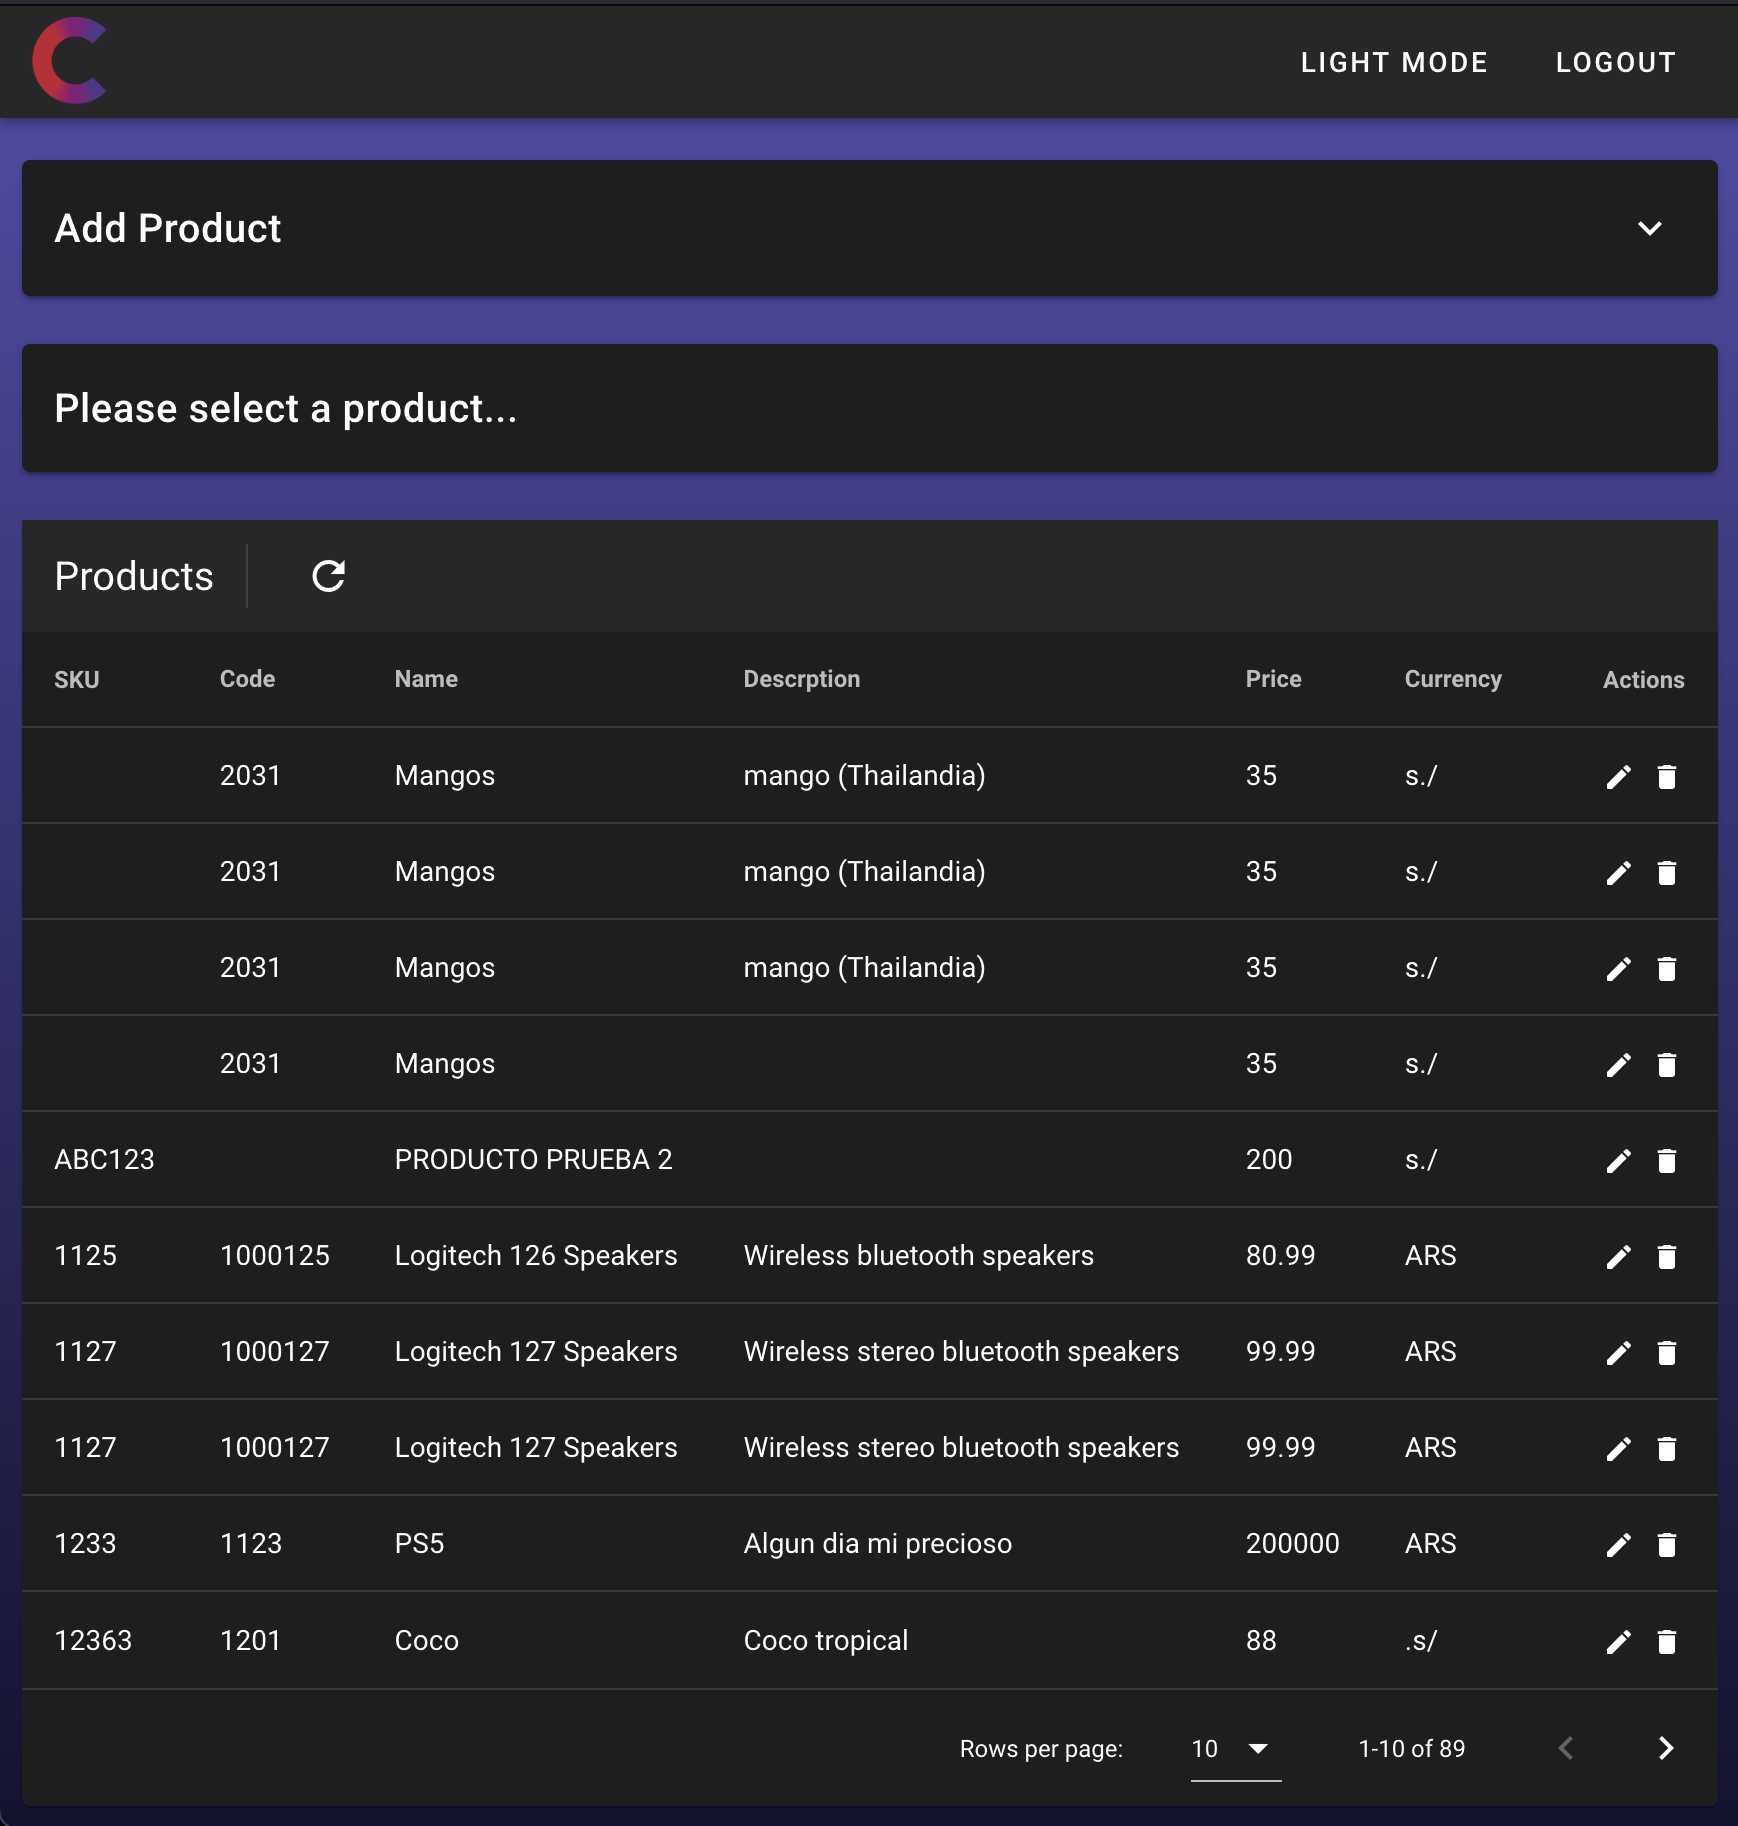 LIGHT MODE LOGOUT
Add Product
Please select a product...
Products
SKU Code Name Descrption Price Currency Actions
2031 Mangos mango (Thailandia) 35 s./
2031 Mangos mango (Thailandia) 35 s./
2031 Mangos mango (Thailandia) 35 s./
2031 Mangos 35 s./
ABC123 PRODUCTO PRUEBA 2 200 s./
1125 1000125 Logitech 126 Speakers Wireless bluetooth speakers 80.99 ARS
1127 1000127 Logitech 127 Speakers Wireless stereo bluetooth speakers 99.99 ARS
1127 1000127 Logitech 127 Speakers Wireless stereo bluetooth speakers 99.99 ARS
1233 1123 PS5 Algun dia mi precioso 200000 ARS
12363 1201 Coco Coco tropical 88 .s/
Rows per page: 10 1-10 of 89